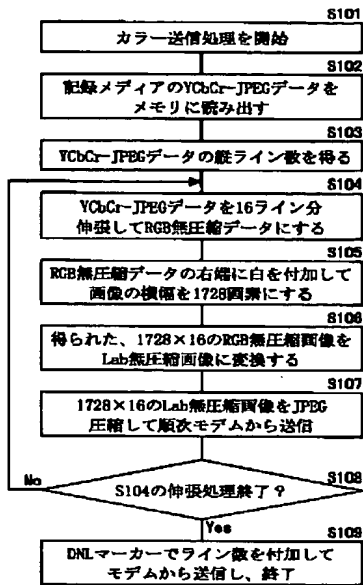 S101
カラー送信処理を開始
S102
記録メディアのYCbCr-JPEGデータを
メモリに読み出す
S103
YCbCr-JPEGデータの縦ライン数を得る
S104
YCbCr-JPEGデータを16ライン分
伸張してRGB無圧縮データにする
S105
RGB無圧縮データの右端に白を付加して
画像の横幅を1728画素にする
S106
得られた、1728×16のRGB無圧縮画像を
Lab無圧縮画像に変換する
S107
1728×16のLab無圧縮画像をJPEG
圧縮して順次モデムから送信
S108
No
S104の伸張処理終了？
Yes
S109
DNLマーカーでライン数を付加して
モデムから送信し、終了